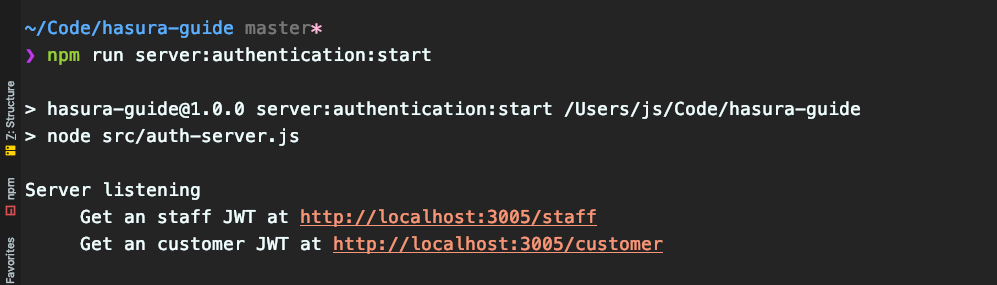 ~/Code/hasura-guide master*
❯ npm run server:authentication:start
> hasura-guide@1.0.0 server:authentication:start /Users/js/Code/hasura-guide
> node src/auth-server.js
Server listening
Get an staff JWT at http://localhost:3005/staff
Get an customer JWT at http://localhost:3005/customer
Z: Structure
npm
Favorites